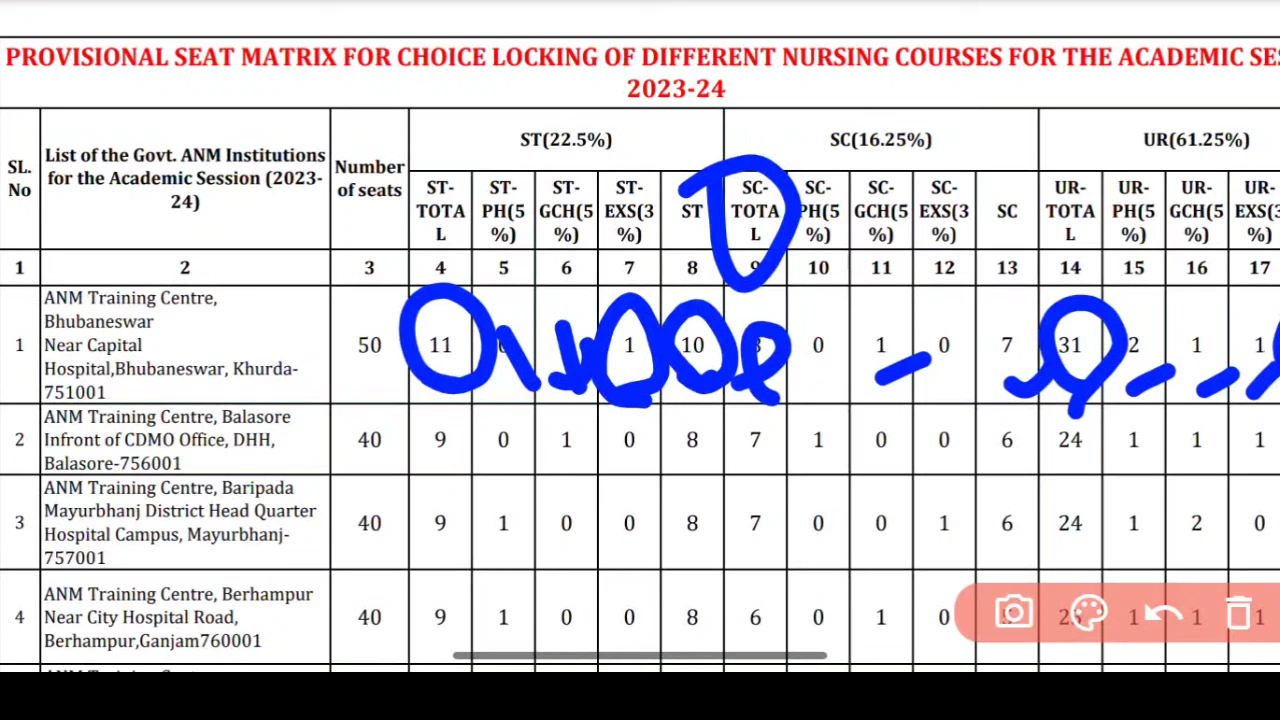 PROVISIONAL SEAT MATRIX FOR CHOICE LOCKING OF DIFFERENT NURSING COURSES FOR THE ACADEMIC SES
2023-24
SL. No List of the Govt. ANM Institutions for the Academic Session (2023-24) Number of seats ST(22.5%) SC(16.25%) UR(61.25%)
ST-TOTAL ST-PH(5%) ST-GCH(5%) ST-EXS(3%) ST SC-TOTAL SC-PH(5%) SC-GCH(5%) SC-EXS(3%) SC UR-TOTAL UR-PH(5%) UR-GCH(5%) UR-EXS(3%)
1 2 3 4 5 6 7 8 9 10 11 12 13 14 15 16 17
ANM Training Centre,
Bhubaneswar
Near Capital
1 50 11 1 10 8 0 1 0 7 31 2 1 1
Hospital,Bhubaneswar, Khurda-
751001
ANM Training Centre, Balasore
2 Infront of CDMO Office, DHH, 40 9 0 1 0 8 7 1 0 0 6 24 1 1 1
Balasore-756001
ANM Training Centre, Baripada
Mayurbhanj District Head Quarter
3 40 9 1 0 0 8 7 0 0 1 6 24 1 2 0
Hospital Campus, Mayurbhanj-
757001
ANM Training Centre, Berhampur
4 Near City Hospital Road, 40 9 1 0 0 8 6 0 1 0 1 1 1
Berhampur,Ganjam760001